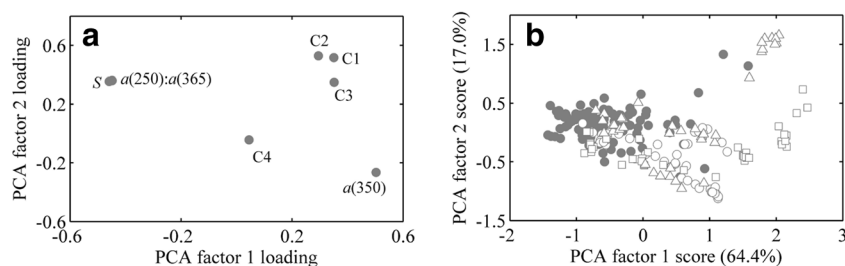 a
PCA factor 2 loading
0.6
0.2
-0.2
-0.6
-0.6
-0.2
0.2
0.6
C2
C1
C3
S
a(250):a(365)
C4
a(350)
PCA factor 1 loading
b
PCA factor 2 score (17.0%)
1.5
0.5
-0.5
-1.5
-2
-1
0
1
2
3
PCA factor 1 score (64.4%)